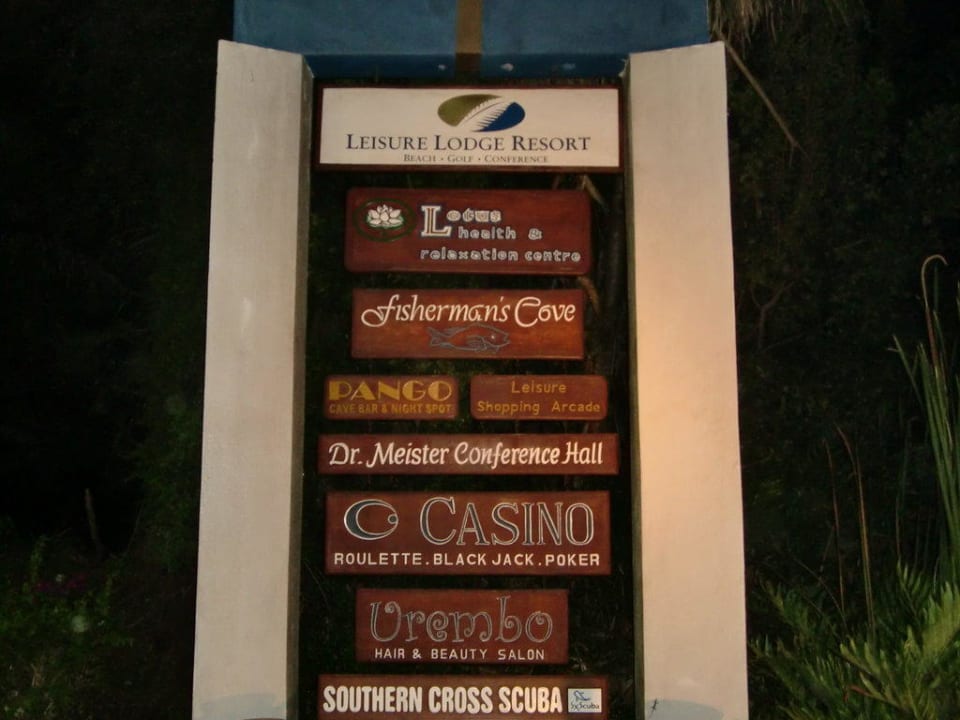 LEISURE LODGE RESORT
BEACH • GOLF • CONFERENCE
Lotus
health &
relaxation centre
fisherman's Cove
PANGO
CAVE BAR & NIGHT SPOT
Leisure
Shopping Arcade
Dr. Meister Conference Hall
CASINO
ROULETTE. BLACK JACK. POKER
Urembo
HAIR & BEAUTY SALON
SOUTHERN CROSS SCUBA
Scuba